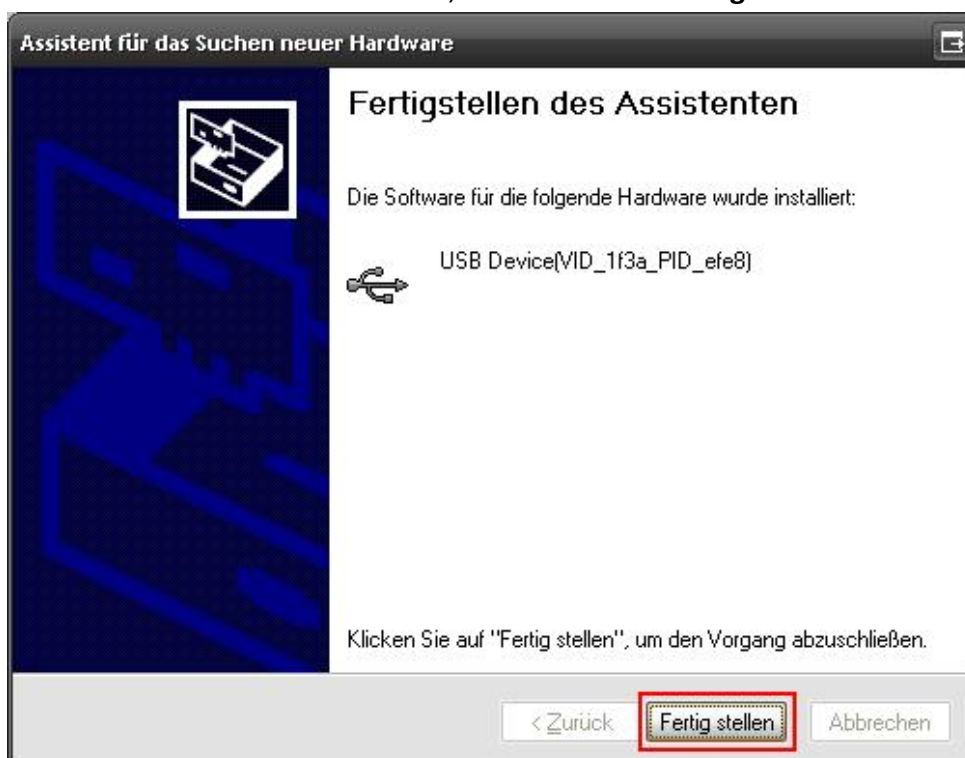 Assistent für das Suchen neuer Hardware
Fertigstellen des Assistenten
Die Software für die folgende Hardware wurde installiert:
USB Device(VID_1f3a_PID_efe8)
Klicken Sie auf "Fertig stellen", um den Vorgang abzuschließen.
< Zurück Fertig stellen Abbrechen